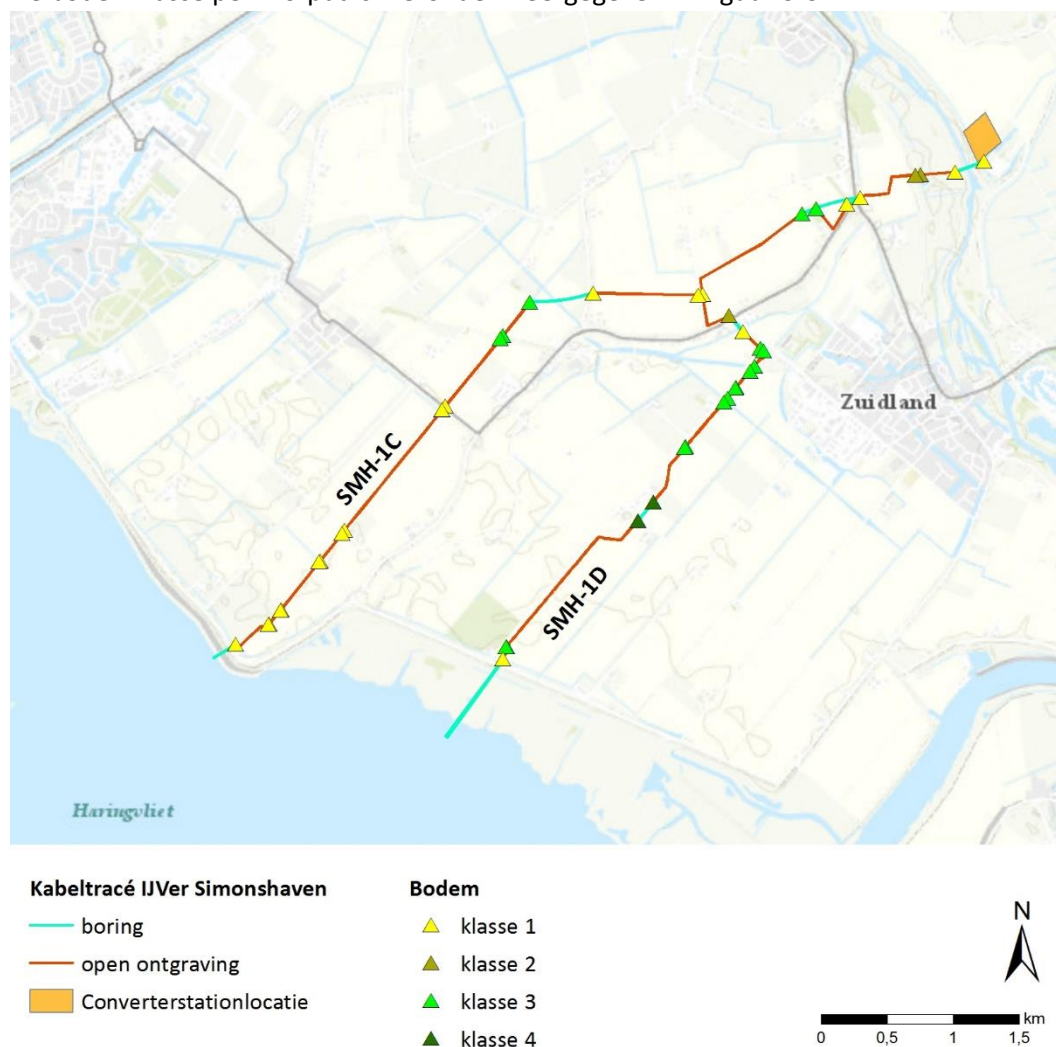 SMH-1C
SMH-1D
Zuidland
Haringvliet
Kabeltracé IJVer Simonshaven
boring
open ontgraving
Converterstationlocatie
Bodem
klasse 1
klasse 2
klasse 3
klasse 4
N
km
0 0,5 1 1,5